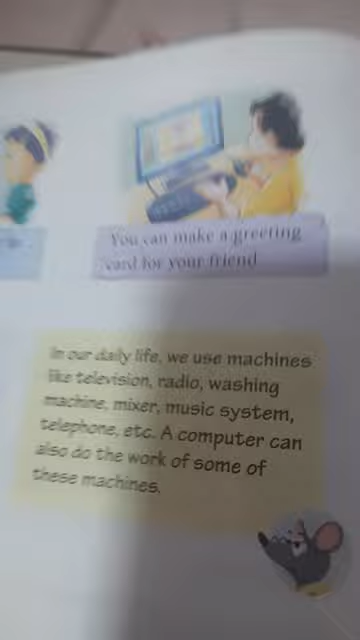 You can make a greeting
card for your friend
In our daily life, we use machines
like television, radio, washing
machine, mixer, music system,
telephone, etc. A computer can
also do the work of some of
these machines.